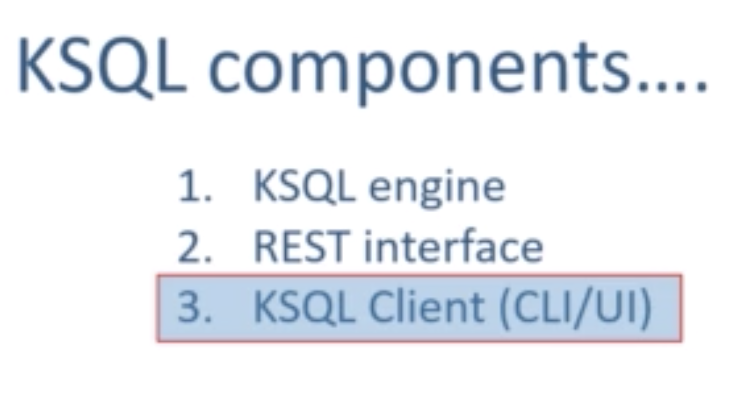 KSQL components....
1. KSQL engine
2. REST interface
3. KSQL Client (CLI/UI)